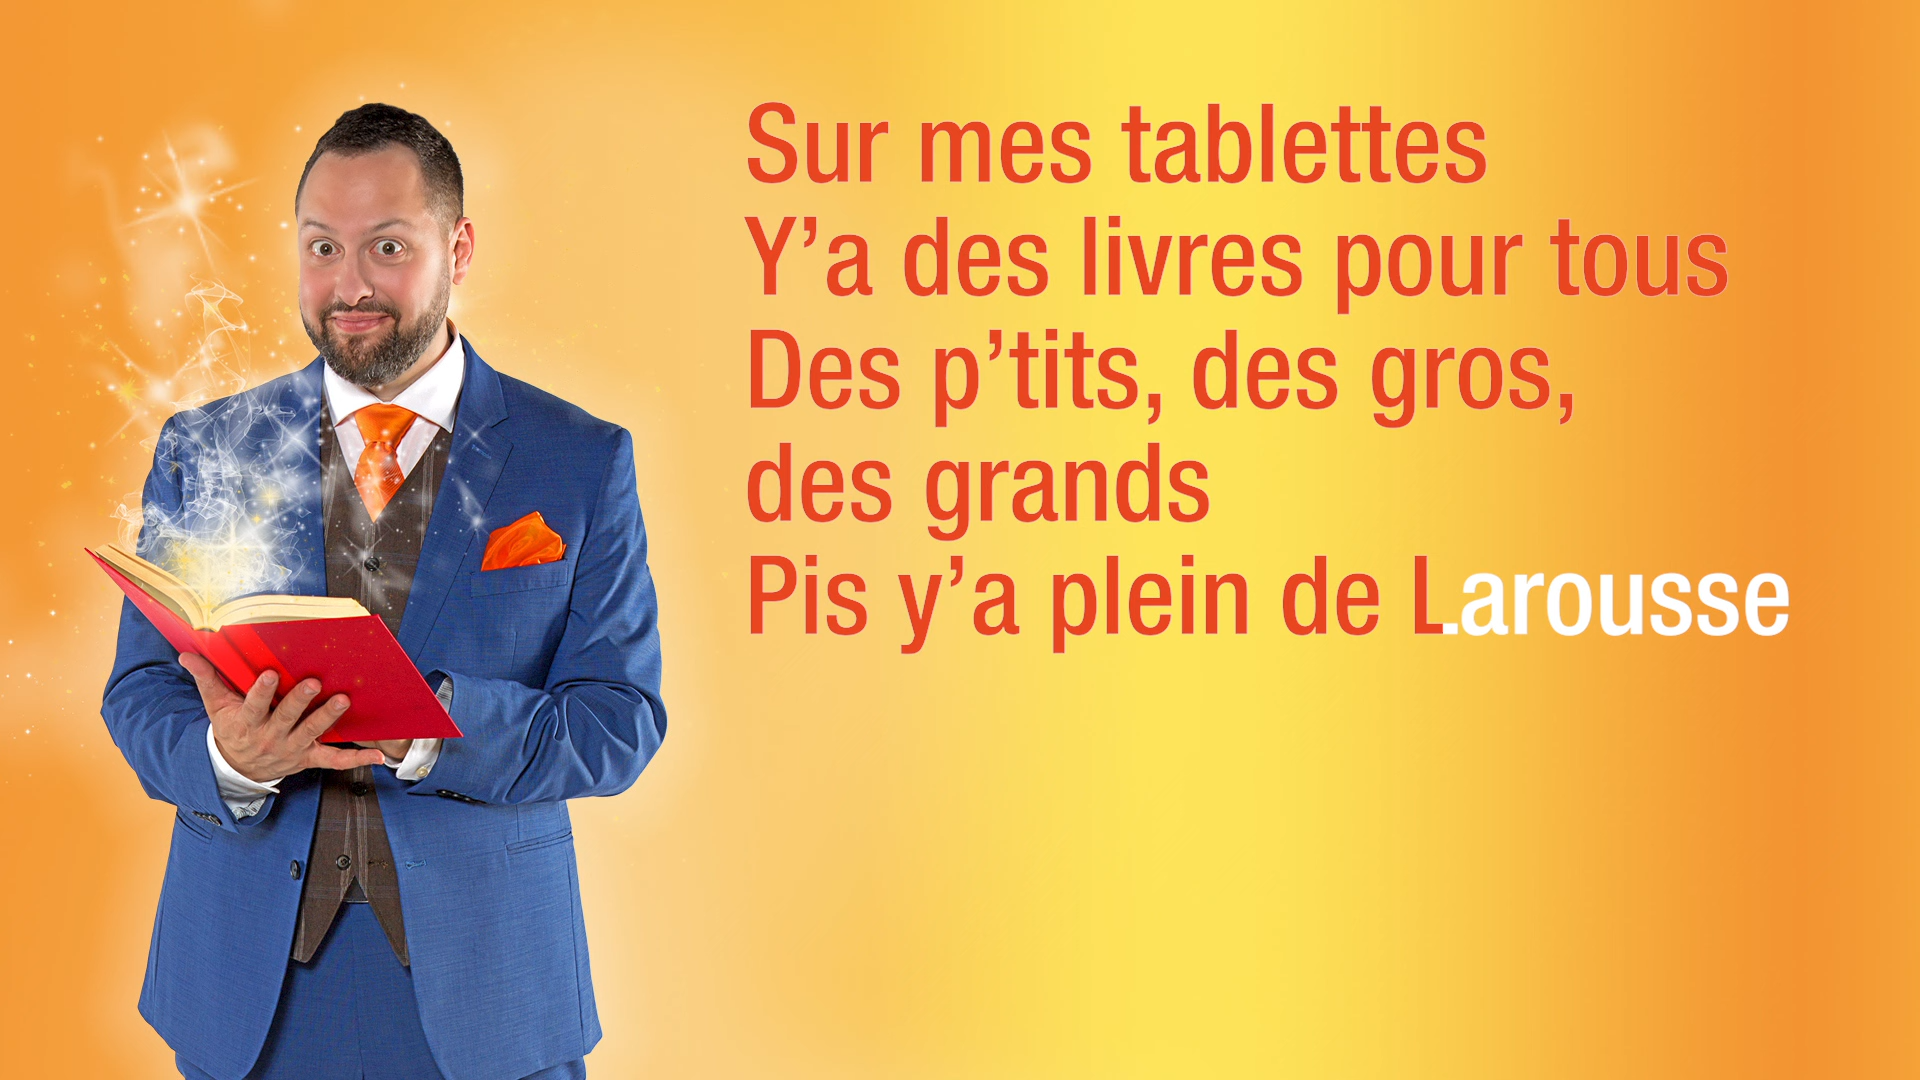 Sur mes tablettes
Y’a des livres pour tous
Des p’tits, des gros,
des grands
Pis y’a plein de Larousse